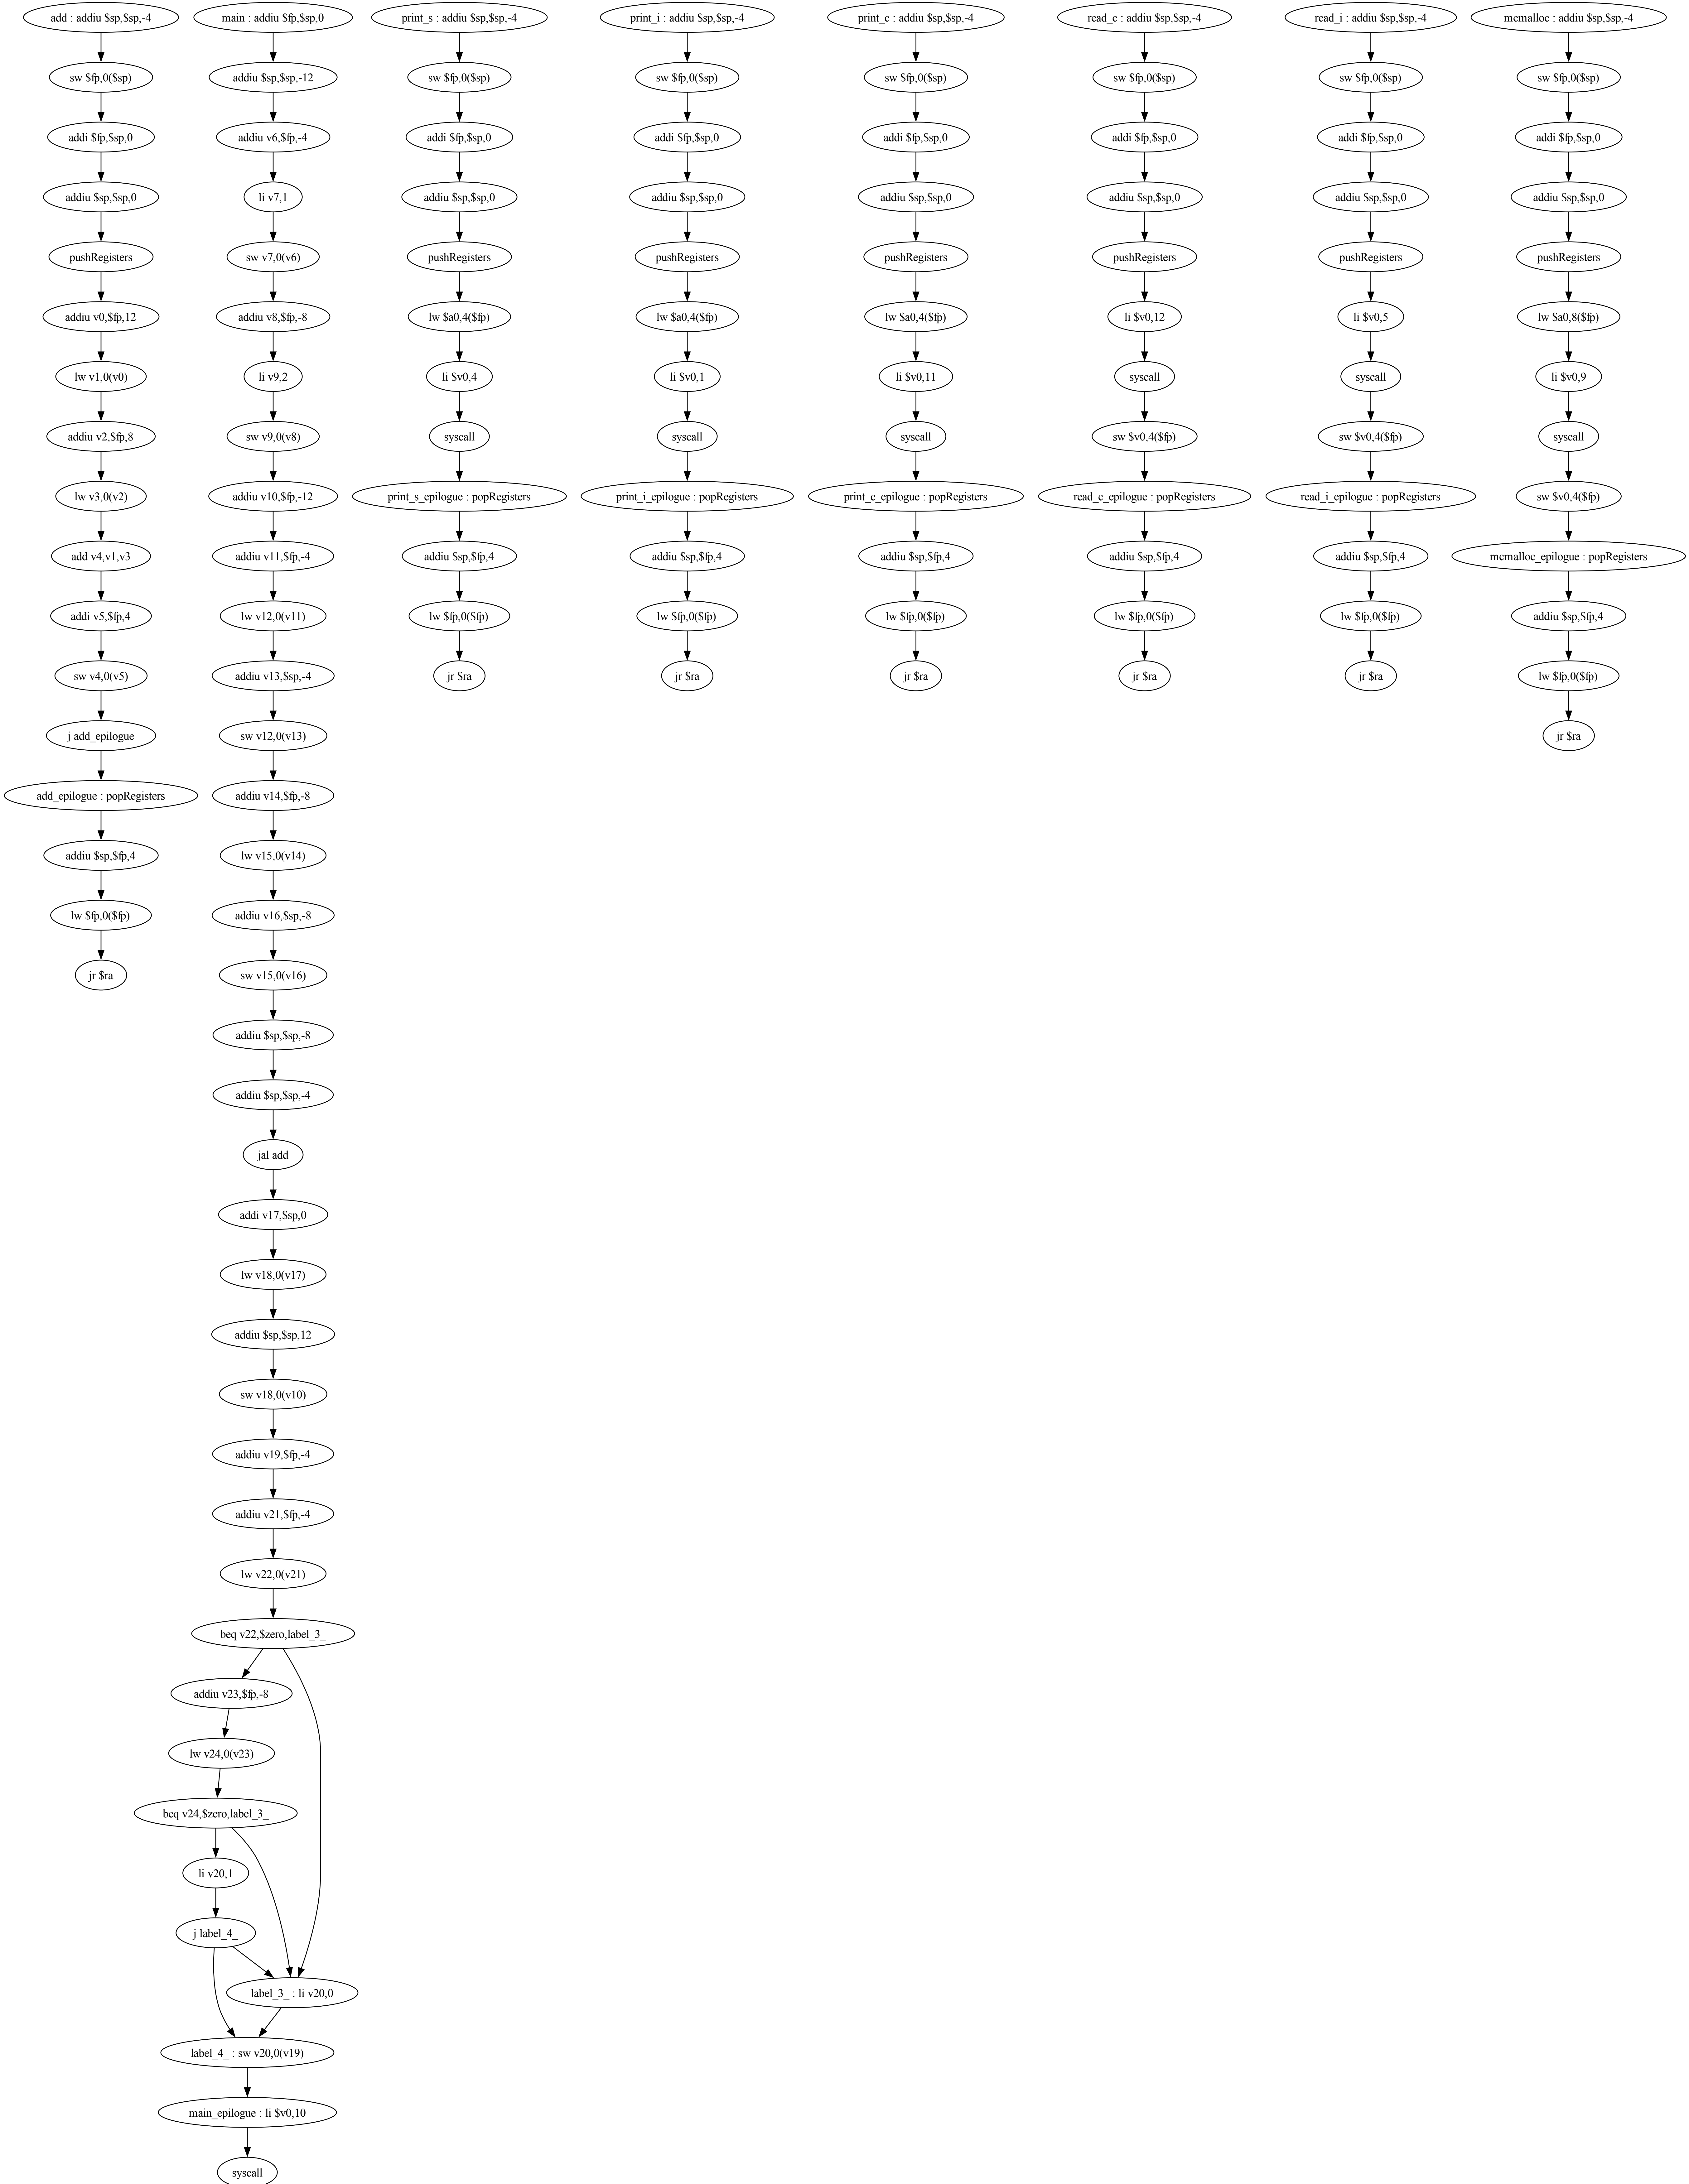 add : addiu $sp,$sp,-4
sw $fp,0($sp)
addi $fp,$sp,0
addiu $sp,$sp,0
pushRegisters
addiu v0,$fp,12
lw v1,0(v0)
addiu v2,$fp,8
lw v3,0(v2)
add v4,v1,v3
addi v5,$fp,4
sw v4,0(v5)
j add_epilogue
add_epilogue : popRegisters
addiu $sp,$fp,4
lw $fp,0($fp)
jr $ra
main : addiu $fp,$sp,0
addiu $sp,$sp,-12
addiu v6,$fp,-4
li v7,1
sw v7,0(v6)
addiu v8,$fp,-8
li v9,2
sw v9,0(v8)
addiu v10,$fp,-12
addiu v11,$fp,-4
lw v12,0(v11)
addiu v13,$sp,-4
sw v12,0(v13)
addiu v14,$fp,-8
lw v15,0(v14)
addiu v16,$sp,-8
sw v15,0(v16)
addiu $sp,$sp,-8
addiu $sp,$sp,-4
jal add
addi v17,$sp,0
lw v18,0(v17)
addiu $sp,$sp,12
sw v18,0(v10)
addiu v19,$fp,-4
addiu v21,$fp,-4
lw v22,0(v21)
beq v22,$zero,label_3_
addiu v23,$fp,-8
lw v24,0(v23)
beq v24,$zero,label_3_
li v20,1
j label_4_
label_3_ : li v20,0
label_4_ : sw v20,0(v19)
main_epilogue : li $v0,10
syscall
print_s : addiu $sp,$sp,-4
sw $fp,0($sp)
addi $fp,$sp,0
addiu $sp,$sp,0
pushRegisters
lw $a0,4($fp)
li $v0,4
syscall
print_s_epilogue : popRegisters
addiu $sp,$fp,4
lw $fp,0($fp)
jr $ra
print_i : addiu $sp,$sp,-4
sw $fp,0($sp)
addi $fp,$sp,0
addiu $sp,$sp,0
pushRegisters
lw $a0,4($fp)
li $v0,1
syscall
print_i_epilogue : popRegisters
addiu $sp,$fp,4
lw $fp,0($fp)
jr $ra
print_c : addiu $sp,$sp,-4
sw $fp,0($sp)
addi $fp,$sp,0
addiu $sp,$sp,0
pushRegisters
lw $a0,4($fp)
li $v0,11
syscall
print_c_epilogue : popRegisters
addiu $sp,$fp,4
lw $fp,0($fp)
jr $ra
read_c : addiu $sp,$sp,-4
sw $fp,0($sp)
addi $fp,$sp,0
addiu $sp,$sp,0
pushRegisters
li $v0,12
syscall
sw $v0,4($fp)
read_c_epilogue : popRegisters
addiu $sp,$fp,4
lw $fp,0($fp)
jr $ra
read_i : addiu $sp,$sp,-4
sw $fp,0($sp)
addi $fp,$sp,0
addiu $sp,$sp,0
pushRegisters
li $v0,5
syscall
sw $v0,4($fp)
read_i_epilogue : popRegisters
addiu $sp,$fp,4
lw $fp,0($fp)
jr $ra
mcmalloc : addiu $sp,$sp,-4
sw $fp,0($sp)
addi $fp,$sp,0
addiu $sp,$sp,0
pushRegisters
lw $a0,8($fp)
li $v0,9
syscall
sw $v0,4($fp)
mcmalloc_epilogue : popRegisters
addiu $sp,$fp,4
lw $fp,0($fp)
jr $ra